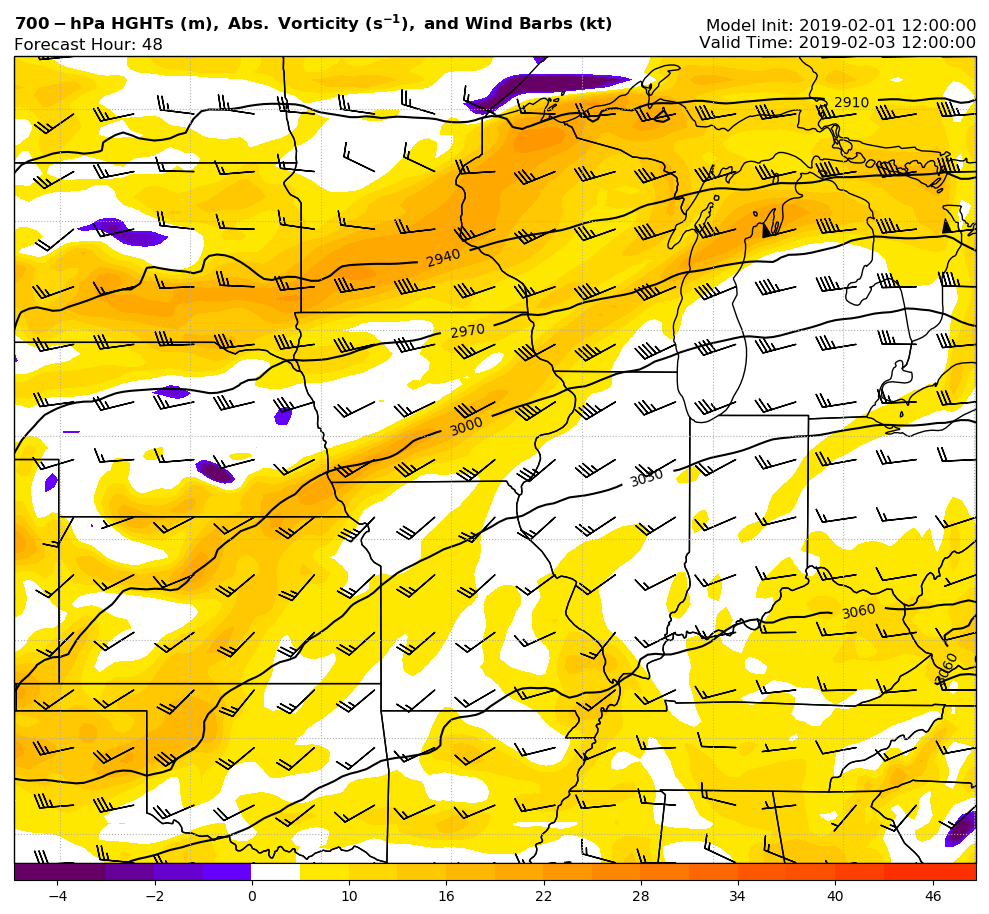 700 − hPa HGHTs (m), Abs. Vorticity (s⁻¹), and Wind Barbs (kt)
Model Init: 2019-02-01 12:00:00
Forecast Hour: 48
Valid Time: 2019-02-03 12:00:00
2910
2940
2970
3000
3030
3060
3060
−4 −2 0 10 16 22 28 34 40 46